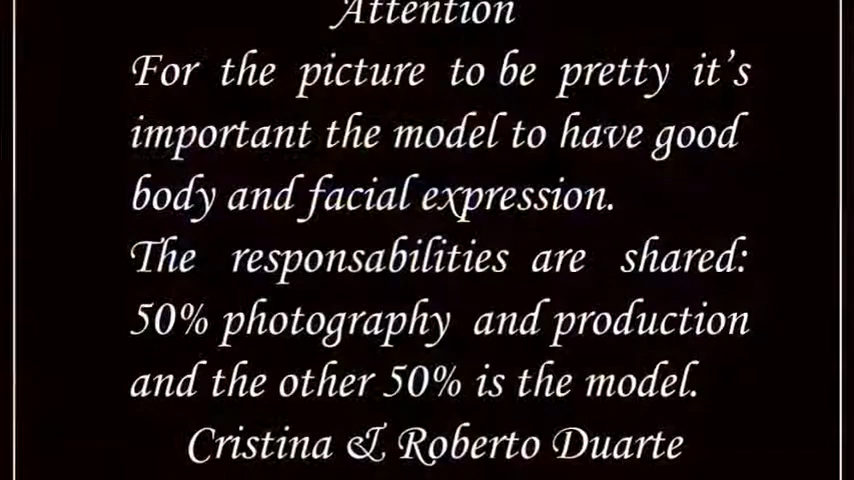 Attention
For the picture to be pretty it’s
important the model to have good
body and facial expression.
The responsabilities are shared:
50% photography and production
and the other 50% is the model.
Cristina & Roberto Duarte